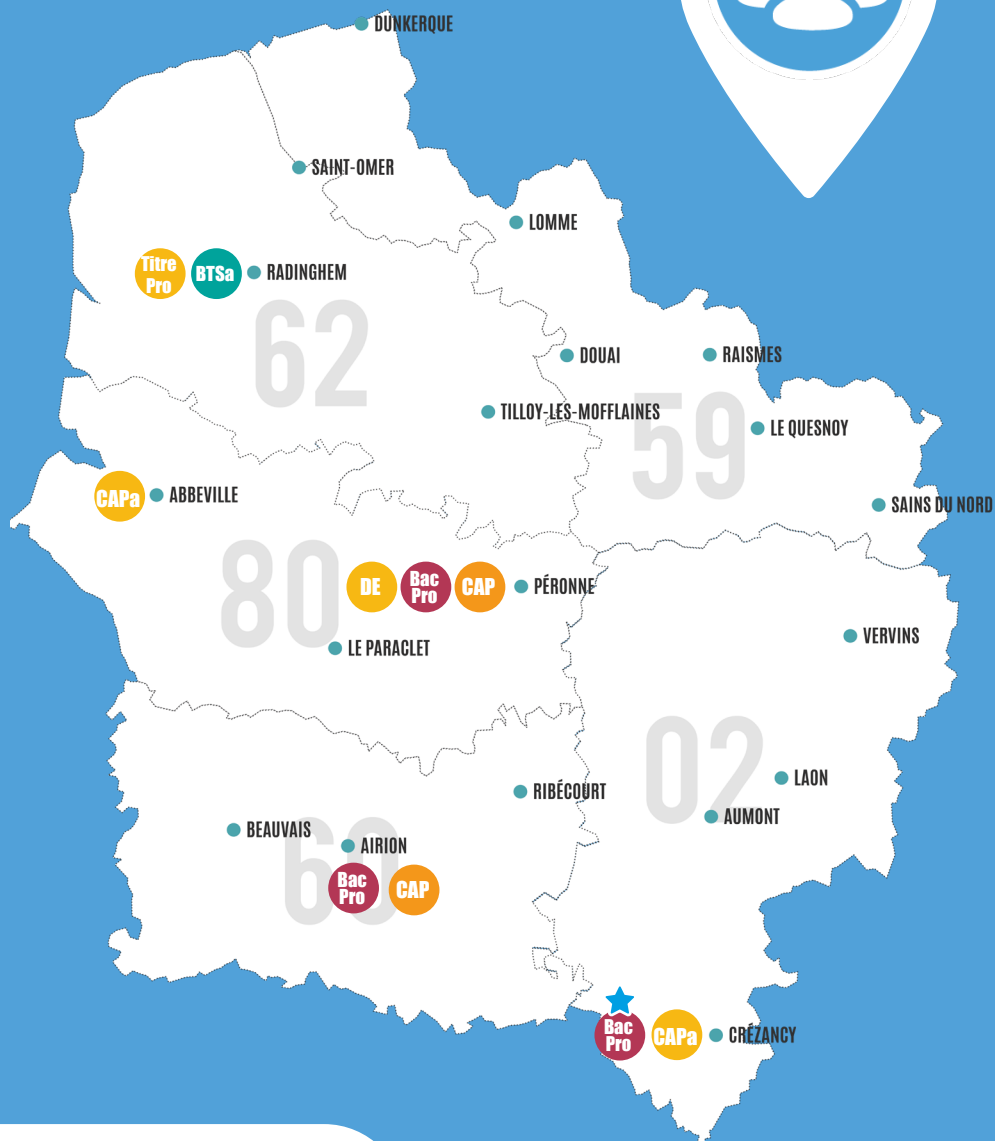 DUNKERQUE
SAINT-OMER
LOMME
Titre
Pro
BTSa
RADINGHEM
62
DOUAI
RAISMES
TILLOY-LES-MOFFLAINES
59
LE QUESNOY
CAPa
ABBEVILLE
SAINS DU NORD
80
DE
Bac
Pro
CAP
PÉRONNE
VERVINS
LE PARACLET
02
LAON
RIBÉCOURT
AUMONT
BEAUVAIS
60
AIRION
Bac
Pro
CAP
Bac
Pro
CAPa
CRÉZANCY